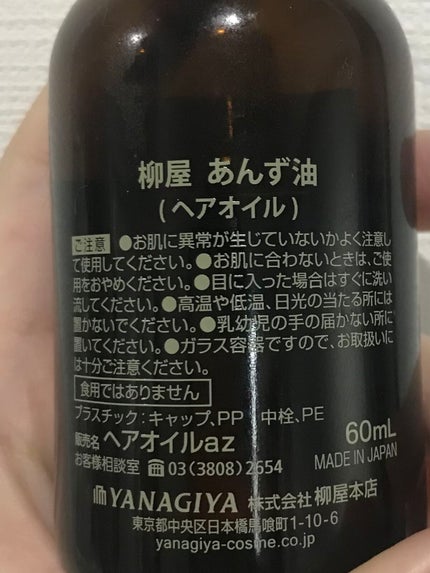 柳屋 あんず油
(ヘアオイル)
ご注意 ●お肌に異常が生じていないかよく注意し
て使用してください。●お肌に合わないときは、ご使
用をおやめください。●目に入った場合はすぐに洗い
流してください。●高温や低温、日光の当たる所には
置かないでください。●乳幼児の手の届かない所に
置いてください。●ガラス容器ですので、お取扱いに
は十分ご注意ください。
食用ではありません
プラスチック:キャップ、PP 中栓、PE
販売名 ヘアオイルaz 60mL
お客様相談室 ☎ 03(3808)2654 MADE IN JAPAN
YANAGIYA 株式会社 柳屋本店
東京都中央区日本橋馬喰町1-10-6
yanagiya-cosme.co.jp